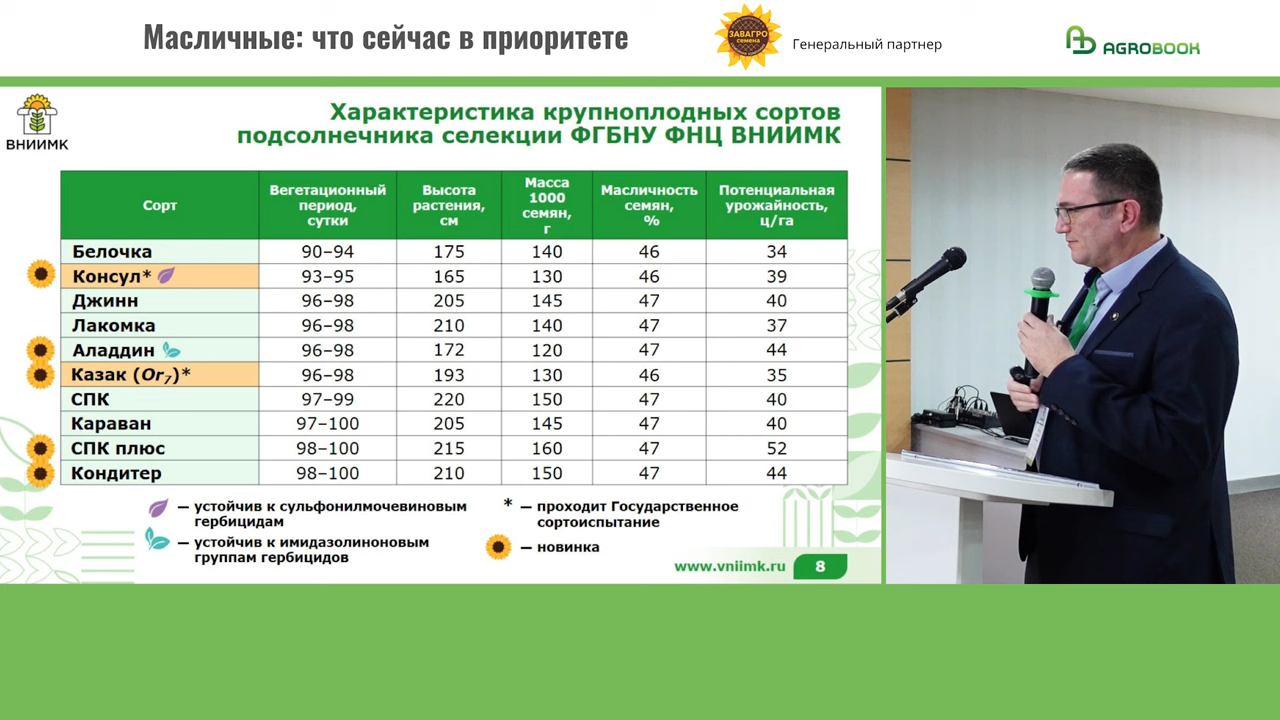 Масличные: что сейчас в приоритете
ЗАВАГРО
семена
Генеральный партнер
AGROBOOK
ВНИИМК
Характеристика крупноплодных сортов
подсолнечника селекции ФГБНУ ФНЦ ВНИИМК
Сорт
Вегетационный
период,
сутки
Высота
растения,
см
Масса
1000
семян,
г
Масличность
семян,
%
Потенциальная
урожайность,
ц/га
Белочка 90–94 175 140 46 34
Консул* 93–95 165 130 46 39
Джинн 96–98 205 145 47 40
Лакомка 96–98 210 140 47 37
Аладдин 96–98 172 120 47 44
Казак (Or7)* 96–98 193 130 46 35
СПК 97–99 220 150 47 40
Караван 97–100 205 145 47 40
СПК плюс 98–100 215 160 47 52
Кондитер 98–100 210 150 47 44
— устойчив к сульфонилмочевиновым
гербицидам
— устойчив к имидазолиноновым
группам гербицидов
* — проходит Государственное
сортоиспытание
— новинка
www.vniimk.ru 8